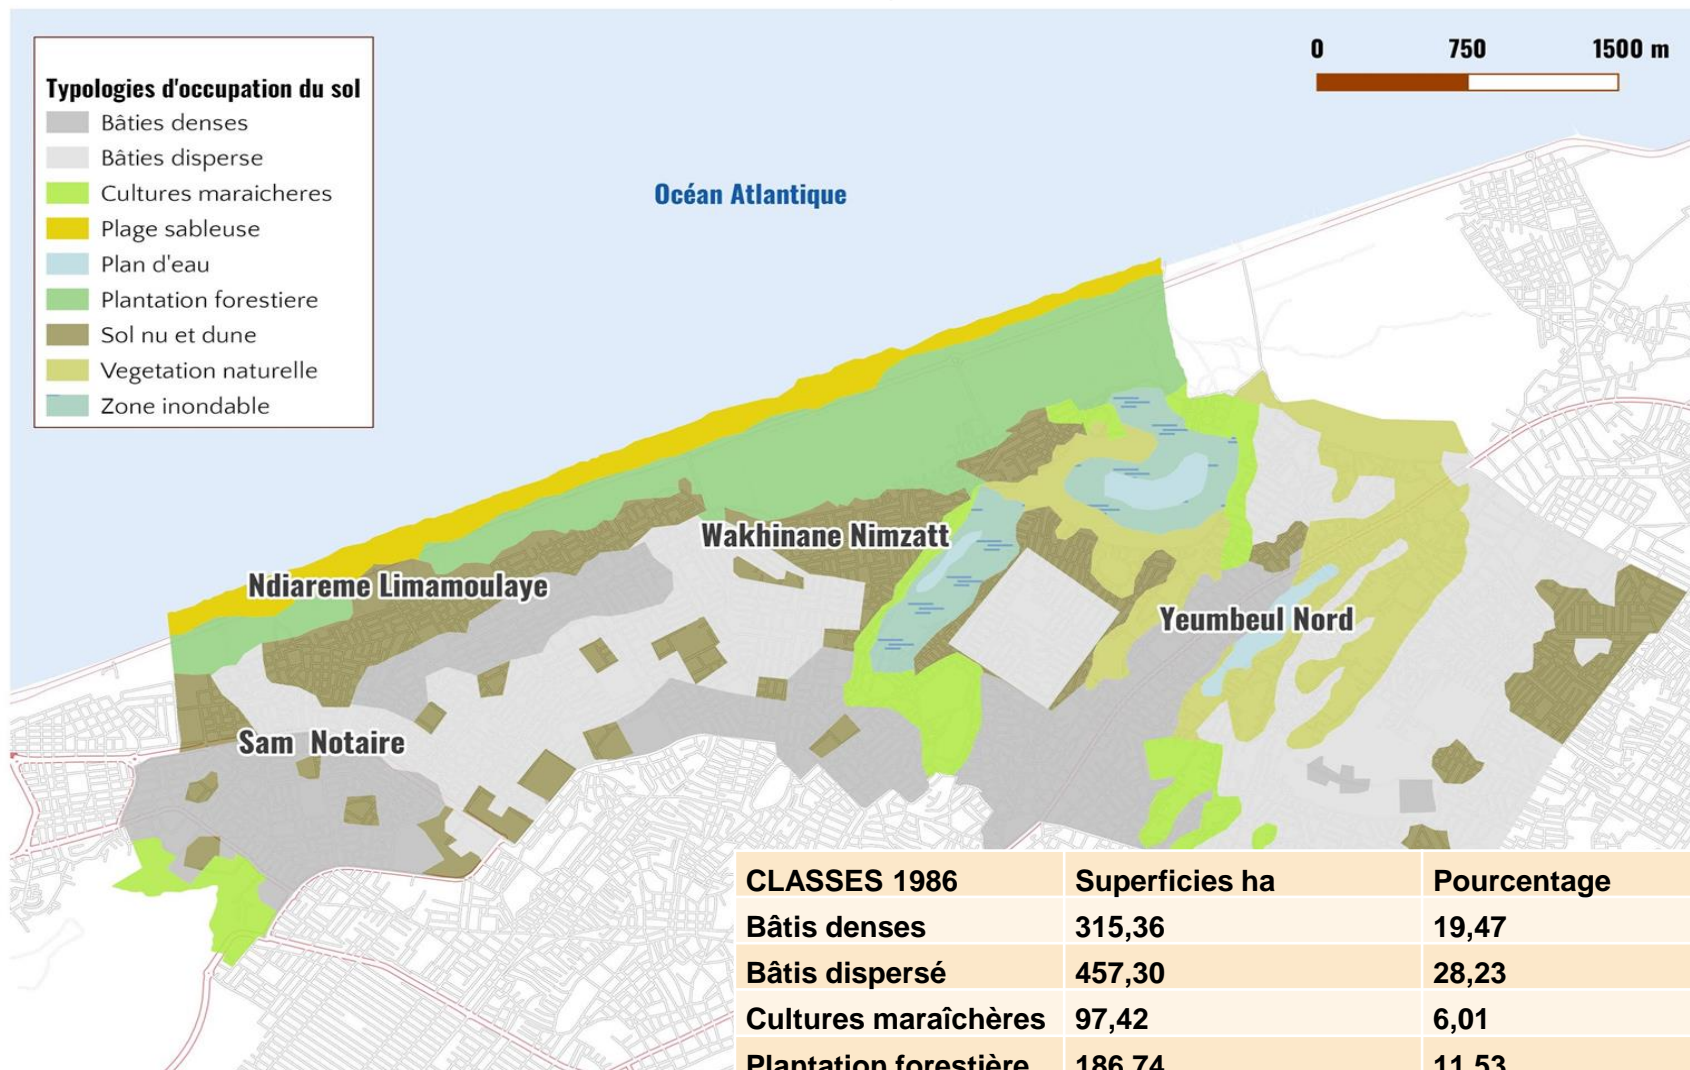 0 750 1500 m
Typologies d'occupation du sol
Bâties denses
Bâties disperse
Cultures maraicheres
Plage sableuse
Plan d'eau
Plantation forestiere
Sol nu et dune
Vegetation naturelle
Zone inondable
Océan Atlantique
Wakhinane Nimzatt
Ndiareme Limamoulaye
Yeumbeul Nord
Sam Notaire
CLASSES 1986 Superficies ha Pourcentage
Bâtis denses 315,36 19,47
Bâtis dispersé 457,30 28,23
Cultures maraîchères 97,42 6,01
Plantation forestière 186,74 11,53